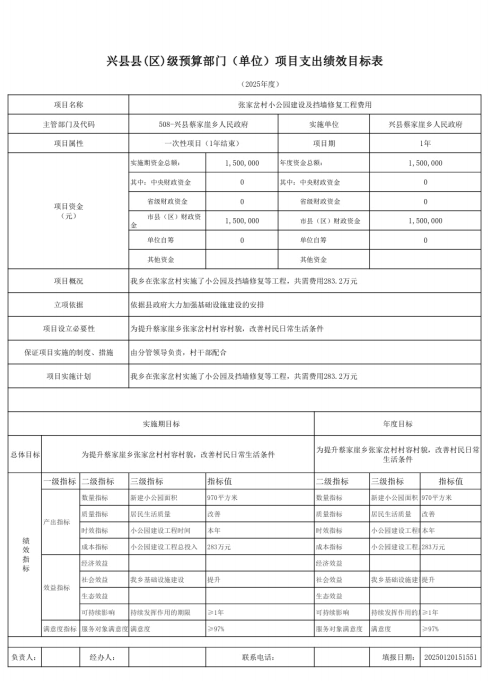 兴县县(区)级预算部门(单位)项目支出绩效目标表
(2025年度)
项目名称 张家岔村小公园建设及挡墙修复工程费用
主管部门及代码 508-兴县蔡家崖乡人民政府 实施单位 兴县蔡家崖乡人民政府
项目属性 一次性项目(1年结束) 项目期 1年
项目资金
(元)
实施期资金总额: 1,500,000 年度资金总额: 1,500,000
其中:中央财政资金 0 其中:中央财政资金 0
省级财政资金 0 省级财政资金 0
市县(区)财政资金 1,500,000 市县(区)财政资金 1,500,000
单位自筹 0 单位自筹 0
其他资金 其他资金
项目概况 我乡在张家岔村实施了小公园及挡墙修复等工程,共需费用283.2万元
立项依据 依据县政府大力加强基础设施建设的安排
项目设立必要性 为提升蔡家崖乡张家岔村村容村貌,改善村民日常生活条件
保证项目实施的制度、措施 由分管领导负责,村干部配合
项目实施计划 我乡在张家岔村实施了小公园及挡墙修复等工程,共需费用283.2万元
实施期目标 年度目标
总体目标 为提升蔡家崖乡张家岔村村容村貌,改善村民日常生活条件 为提升蔡家崖乡张家岔村村容村貌,改善村民日常生活条件
绩效指标
一级指标 二级指标 三级指标 指标值 二级指标 三级指标 指标值
产出指标
数量指标 新建小公园面积 970平方米 数量指标 新建小公园面积 970平方米
质量指标 居民生活质量 改善 质量指标 居民生活质量 改善
时效指标 小公园建设工程时间 本年 时效指标 小公园建设工程 本年
成本指标 小公园建设工程总投入 283万元 成本指标 小公园建设工程 283万元
效益指标
经济效益 经济效益
社会效益 我乡基础设施建设 提升 社会效益 我乡基础设施建 提升
生态效益 生态效益
可持续影响 持续发挥作用的期限 ≥1年 可持续影响 持续发挥作用的 ≥1年
满意度指标 服务对象满意度 满意度 ≥97% 服务对象满意度 满意度 ≥97%
负责人: 经办人: 联系电话: 填报日期: 20250120151551